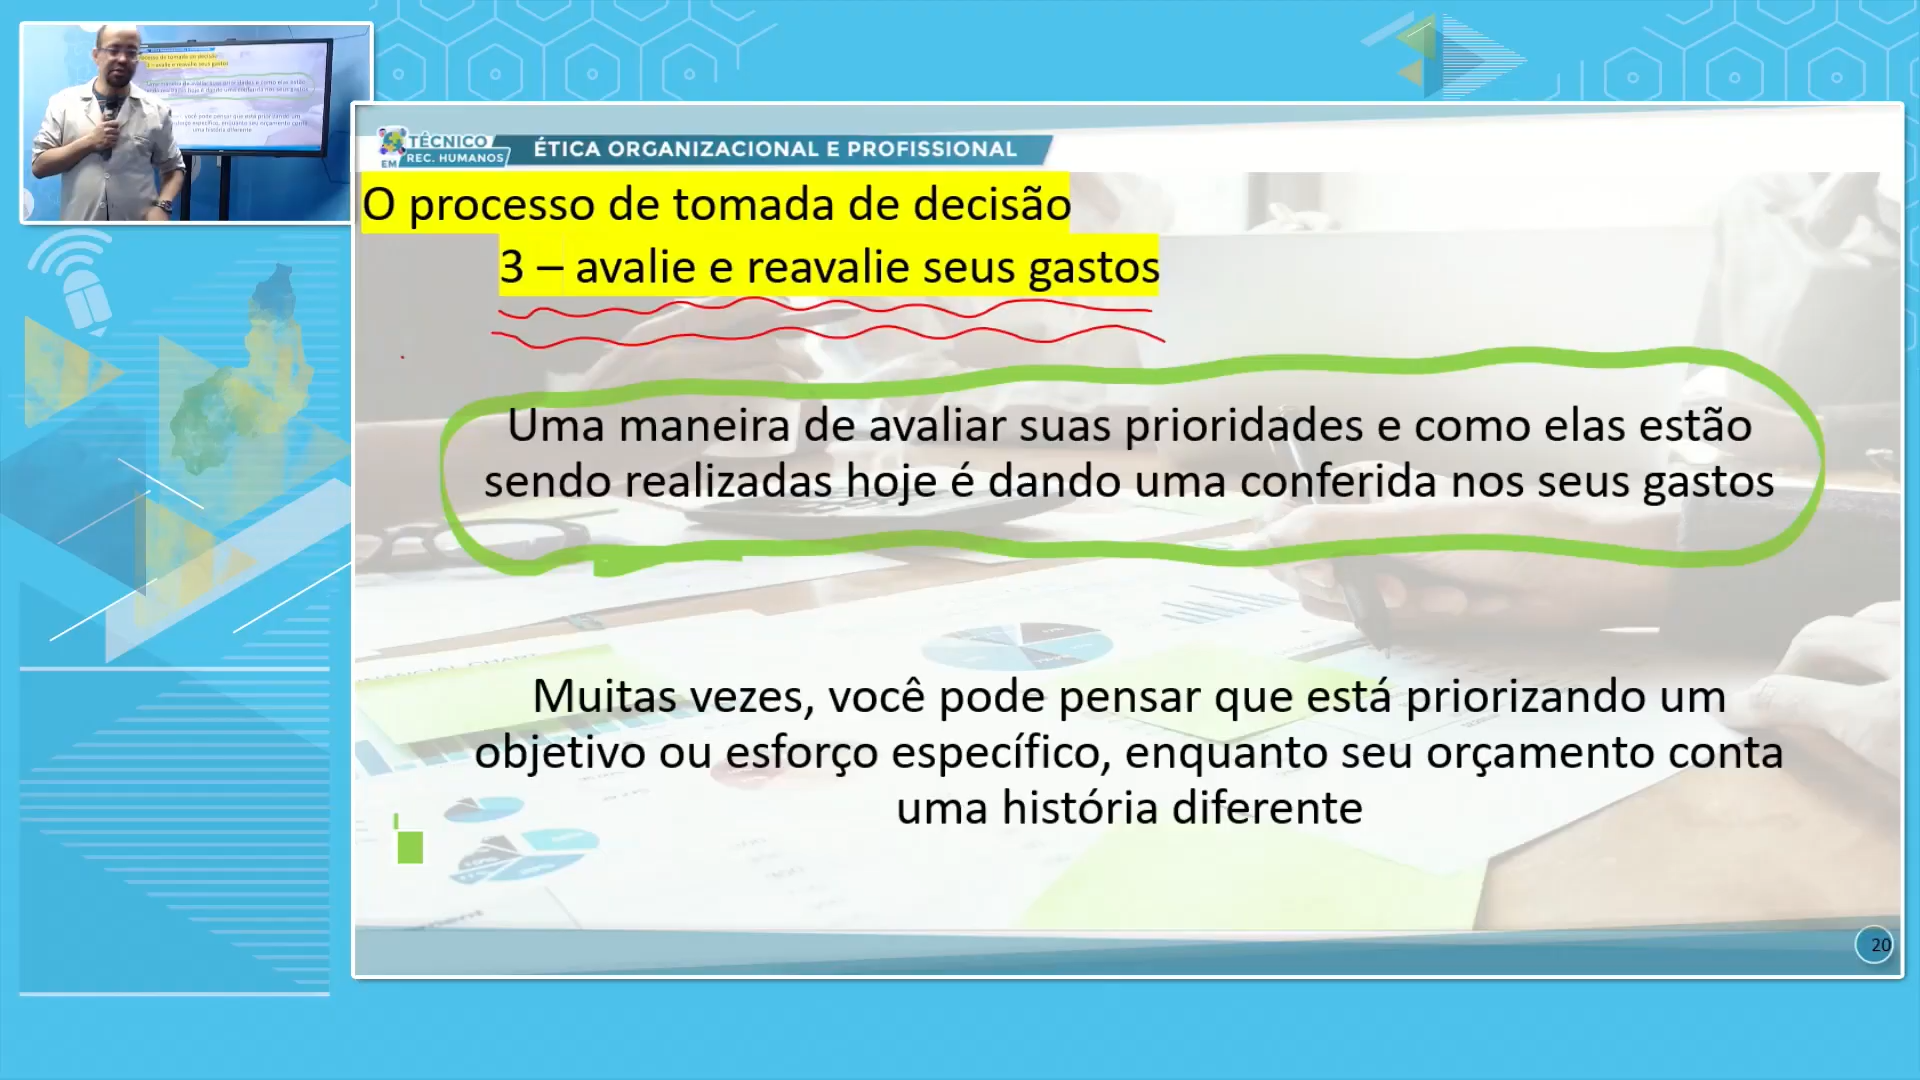 TÉCNICO
EM REC. HUMANOS
ÉTICA ORGANIZACIONAL E PROFISSIONAL
O processo de tomada de decisão
3 – avalie e reavalie seus gastos
Uma maneira de avaliar suas prioridades e como elas estão
sendo realizadas hoje é dando uma conferida nos seus gastos
Muitas vezes, você pode pensar que está priorizando um
objetivo ou esforço específico, enquanto seu orçamento conta
uma história diferente
20